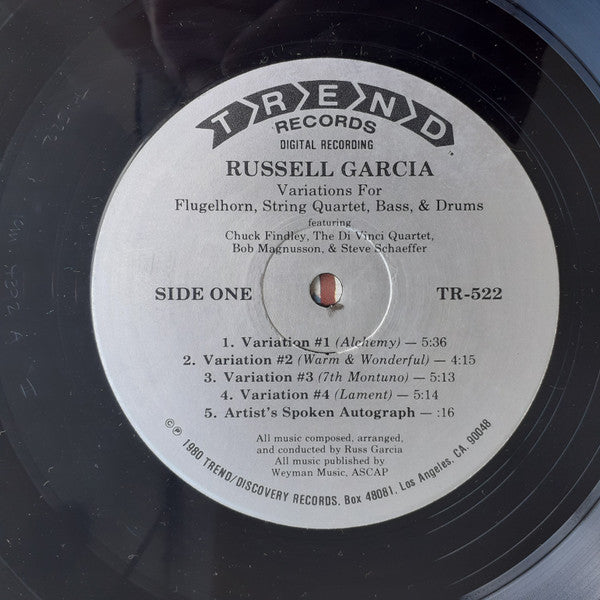 TREND
RECORDS
DIGITAL RECORDING
RUSSELL GARCIA
Variations For
Flugelhorn, String Quartet, Bass, & Drums
featuring
Chuck Findley, The Di Vinci Quartet,
Bob Magnusson, & Steve Schaeffer
SIDE ONE
TR-522
1. Variation #1 (Alchemy) — 5:36
2. Variation #2 (Warm & Wonderful) — 4:15
3. Variation #3 (7th Montuno) — 5:13
4. Variation #4 (Lament) — 5:14
5. Artist's Spoken Autograph — :16
All music composed, arranged,
and conducted by Russ Garcia
All music published by
Weyman Music, ASCAP
©℗ 1980 TREND/DISCOVERY RECORDS. Box 48081, Los Angeles, CA. 90048